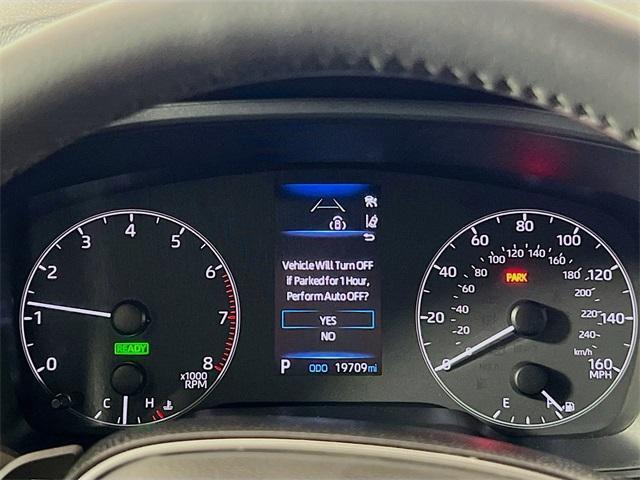 0
1
2
3
4
5
6
7
8
x1000
RPM
READY
C H
Vehicle Will Turn OFF
if Parked for 1 Hour,
Perform Auto OFF?
YES
NO
P ODO 19709 mi
0
20
40
60
80
100
120
140
160
MPH
0
20
40
60
80
100
120
140
160
180
200
220
240
km/h
PARK
E F